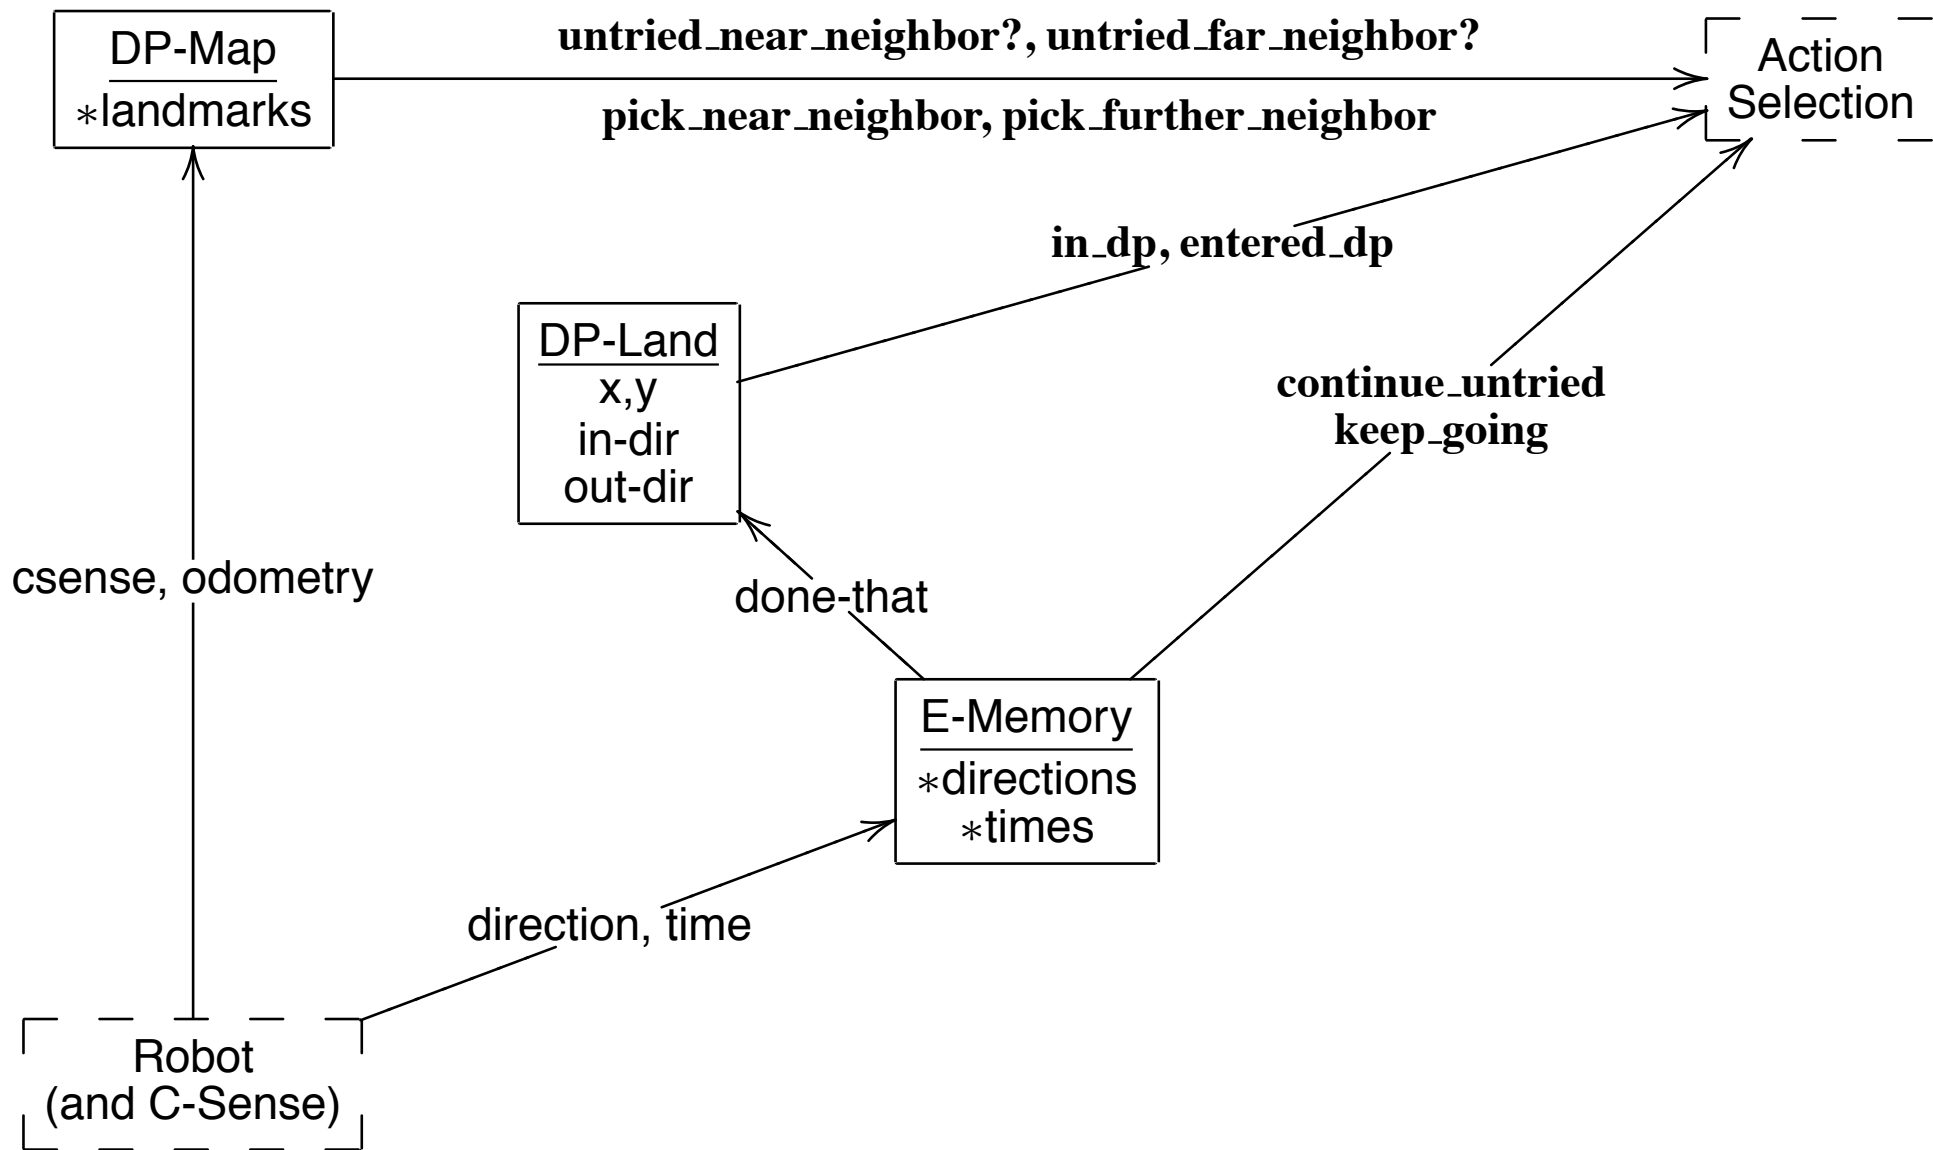 DP-Map
∗landmarks
untried_near_neighbor?, untried_far_neighbor?
pick_near_neighbor, pick_further_neighbor
Action
Selection
in_dp, entered_dp
DP-Land
x,y
in-dir
out-dir
continue_untried
keep_going
csense, odometry
done-that
E-Memory
∗directions
∗times
direction, time
Robot
(and C-Sense)